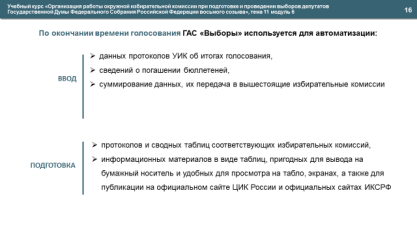 Учебный курс «Организация работы окружной избирательной комиссии при подготовке и проведении выборов депутатов
Государственной Думы Федерального Собрания Российской Федерации восьмого созыва», тема 11 модуль 6
16
По окончании времени голосования ГАС «Выборы» используется для автоматизации:
ВВОД
➢ данных протоколов УИК об итогах голосования,
➢ сведений о погашении бюллетеней,
➢ суммирование данных, их передача в вышестоящие избирательные комиссии
ПОДГОТОВКА
➢ протоколов и сводных таблиц соответствующих избирательных комиссий,
➢ информационных материалов в виде таблиц, пригодных для вывода на
бумажный носитель и удобных для просмотра на табло, экранах, а также для
публикации на официальном сайте ЦИК России и официальных сайтах ИКСРФ